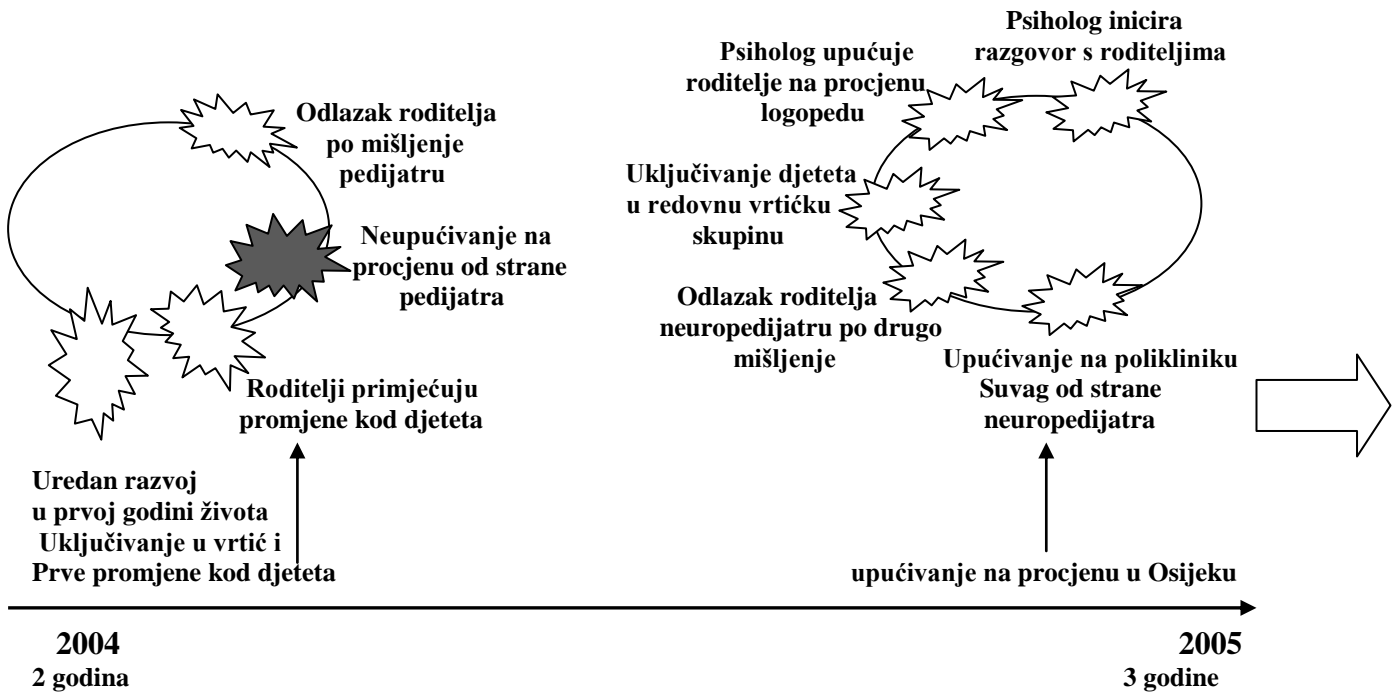 Odlazak roditelja
po mišljenje
pedijatru
Neupućivanje na
procjenu od strane
pedijatra
Roditelji primjećuju
promjene kod djeteta
Uredan razvoj
u prvoj godini života
Uključivanje u vrtić i
Prve promjene kod djeteta
Psiholog inicira
razgovor s roditeljima
Psiholog upućuje
roditelje na procjenu
logopedu
Uključivanje djeteta
u redovnu vrtićku
skupinu
Odlazak roditelja
neuropedijatru po drugo
mišljenje
Upućivanje na polikliniku
Suvag od strane
neuropedijatra
upućivanje na procjenu u Osijeku
2004
2 godina
2005
3 godine